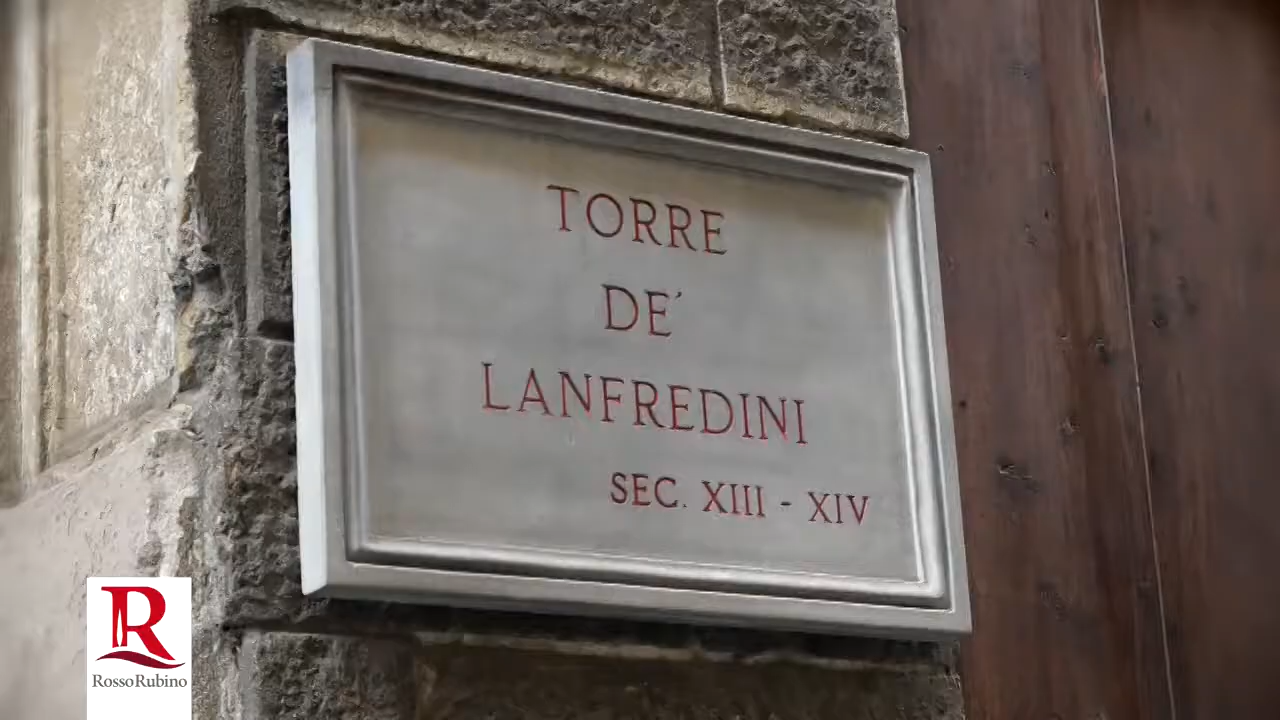 TORRE
DE´
LANFREDINI
SEC. XIII - XIV
R
RossoRubino